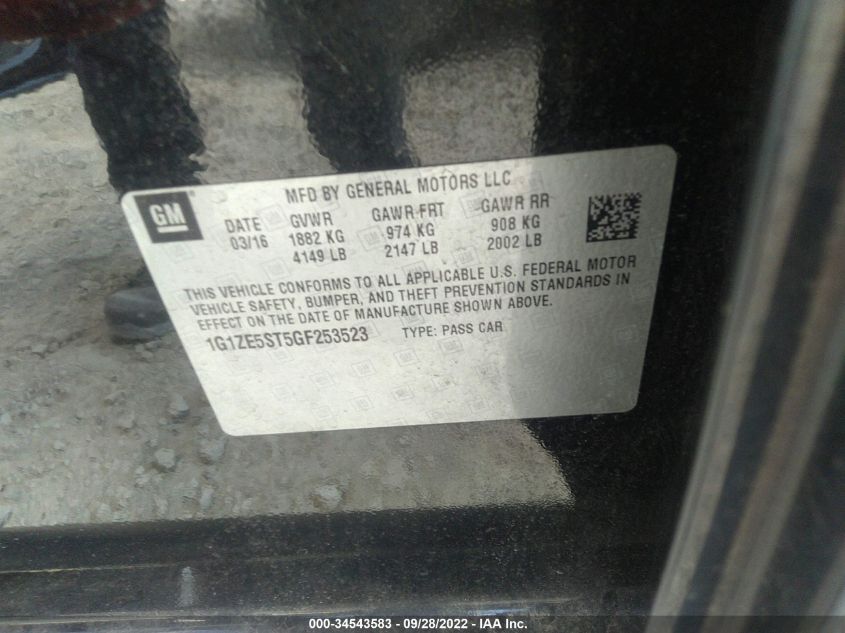 MFD BY GENERAL MOTORS LLC
GM
DATE GVWR GAWR FRT GAWR RR
03/16 1882 KG 974 KG 908 KG
4149 LB 2147 LB 2002 LB
THIS VEHICLE CONFORMS TO ALL APPLICABLE U.S. FEDERAL MOTOR
VEHICLE SAFETY, BUMPER, AND THEFT PREVENTION STANDARDS IN
EFFECT ON THE DATE OF MANUFACTURE SHOWN ABOVE.
1G1ZE5ST5GF253523 TYPE: PASS CAR
000-34543583 / 09/28/2022 - IAA Inc.